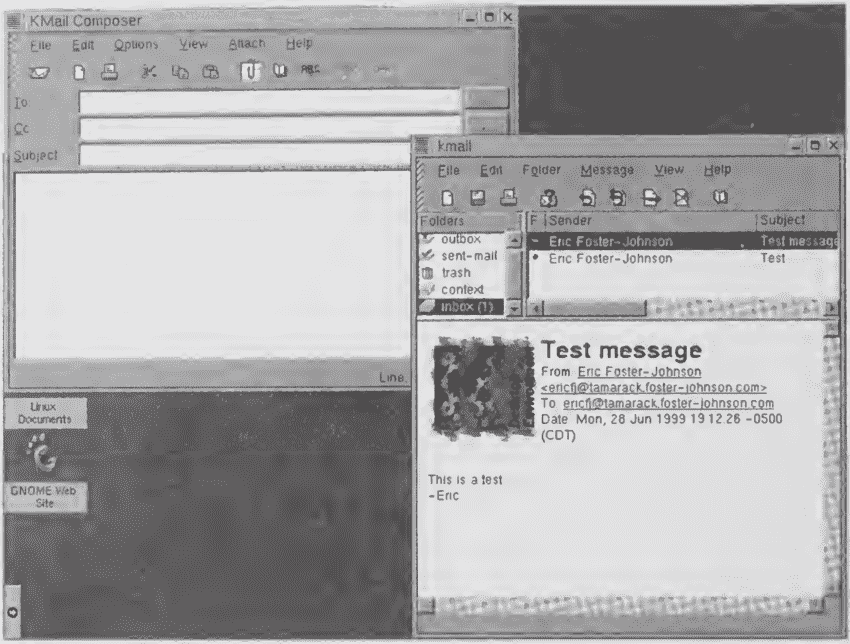 KMail Composer
File Edit Options View Attach Help
ABC
To:
Cc
Subject
Line
kmail
File Edit Folder Message View Help
Folders
outbox
sent-mail
trash
context
inbox (1)
F Sender Subject
Eric Foster-Johnson Test message
Eric Foster-Johnson Test
Test message
From Eric Foster-Johnson
<ericfj@tamarack.foster-johnson.com>
To ericfj@tamarack.foster-johnson.com
Date Mon, 28 Jun 1999 19 12.26 -0500
(CDT)
This is a test
-Eric
Linux
Documents
GNOME Web
Site